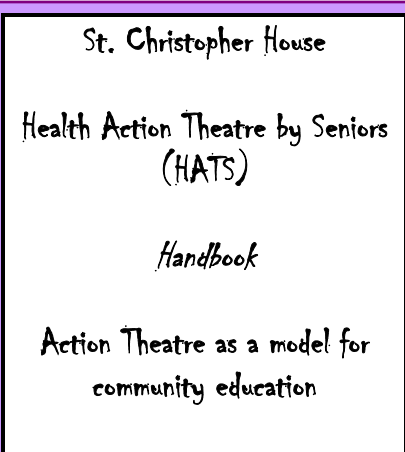 St. Christopher House
Health Action Theatre by Seniors
(HATS)
Handbook
Action Theatre as a model for
community education